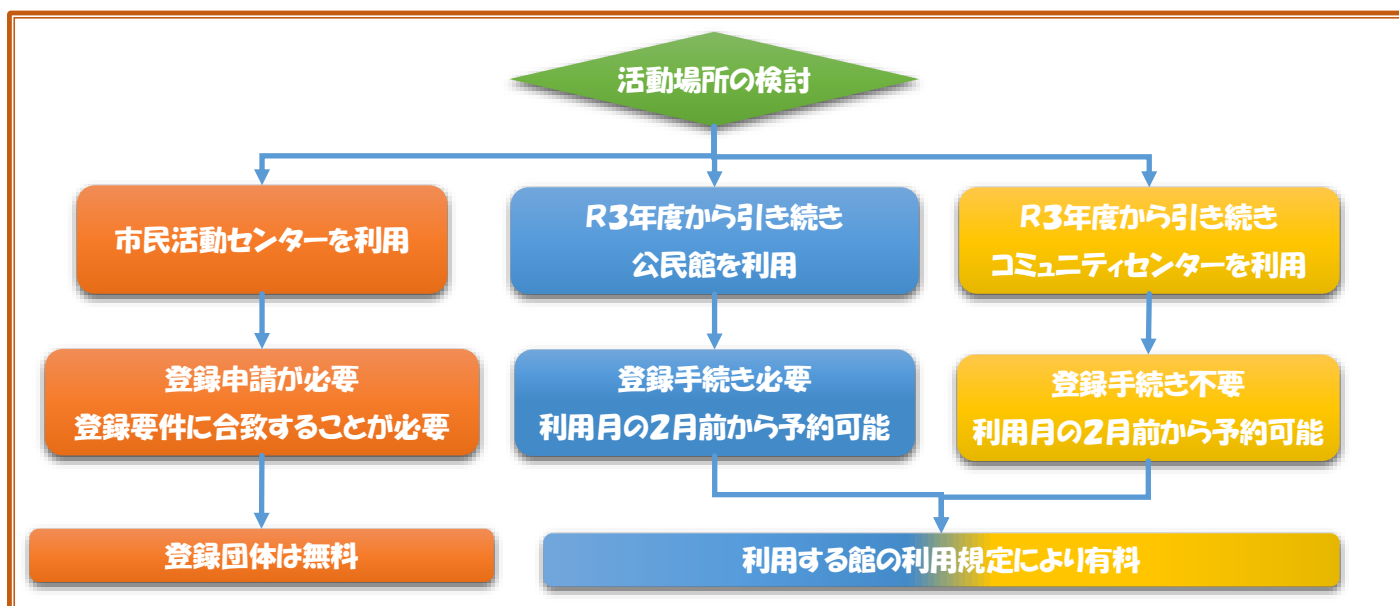 活動場所の検討
市民活動センターを利用
R3年度から引き続き
公民館を利用
R3年度から引き続き
コミュニティセンターを利用
登録申請が必要
登録要件に合致することが必要
登録手続き必要
利用月の2月前から予約可能
登録手続き不要
利用月の2月前から予約可能
登録団体は無料
利用する館の利用規定により有料